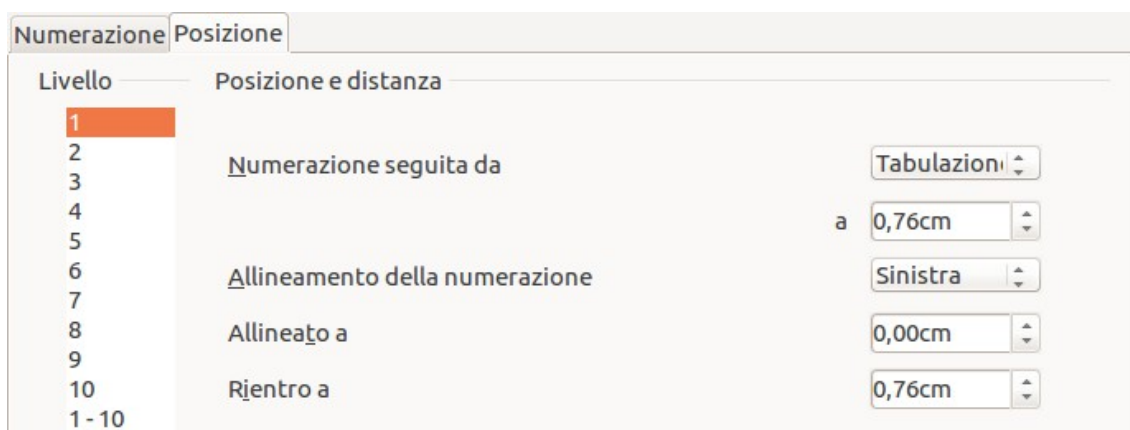 Numerazione Posizione
Livello Posizione e distanza
1
2
3
4
5
6
7
8
9
10
1 - 10
Numerazione seguita da Tabulazion
a 0,76cm
Allineamento della numerazione Sinistra
Allineato a 0,00cm
Rientro a 0,76cm